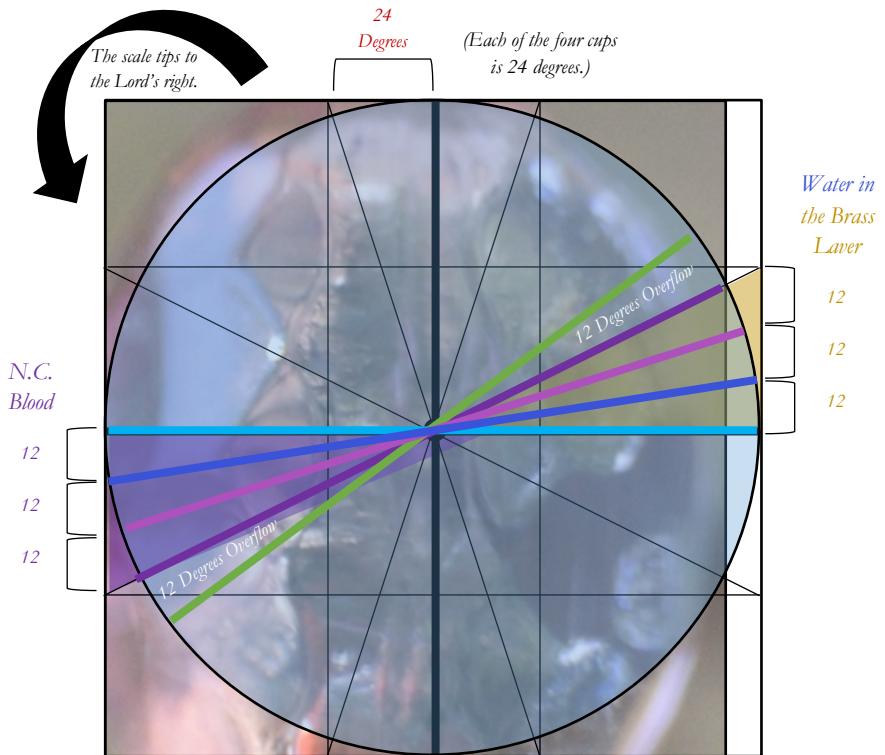 24
Degrees
(Each of the four cups
is 24 degrees.)
The scale tips to
the Lord's right.
Water in
the Brass
Laver
12
12
12
12 Degrees Overflow
N.C.
Blood
12
12
12
12 Degrees Overflow